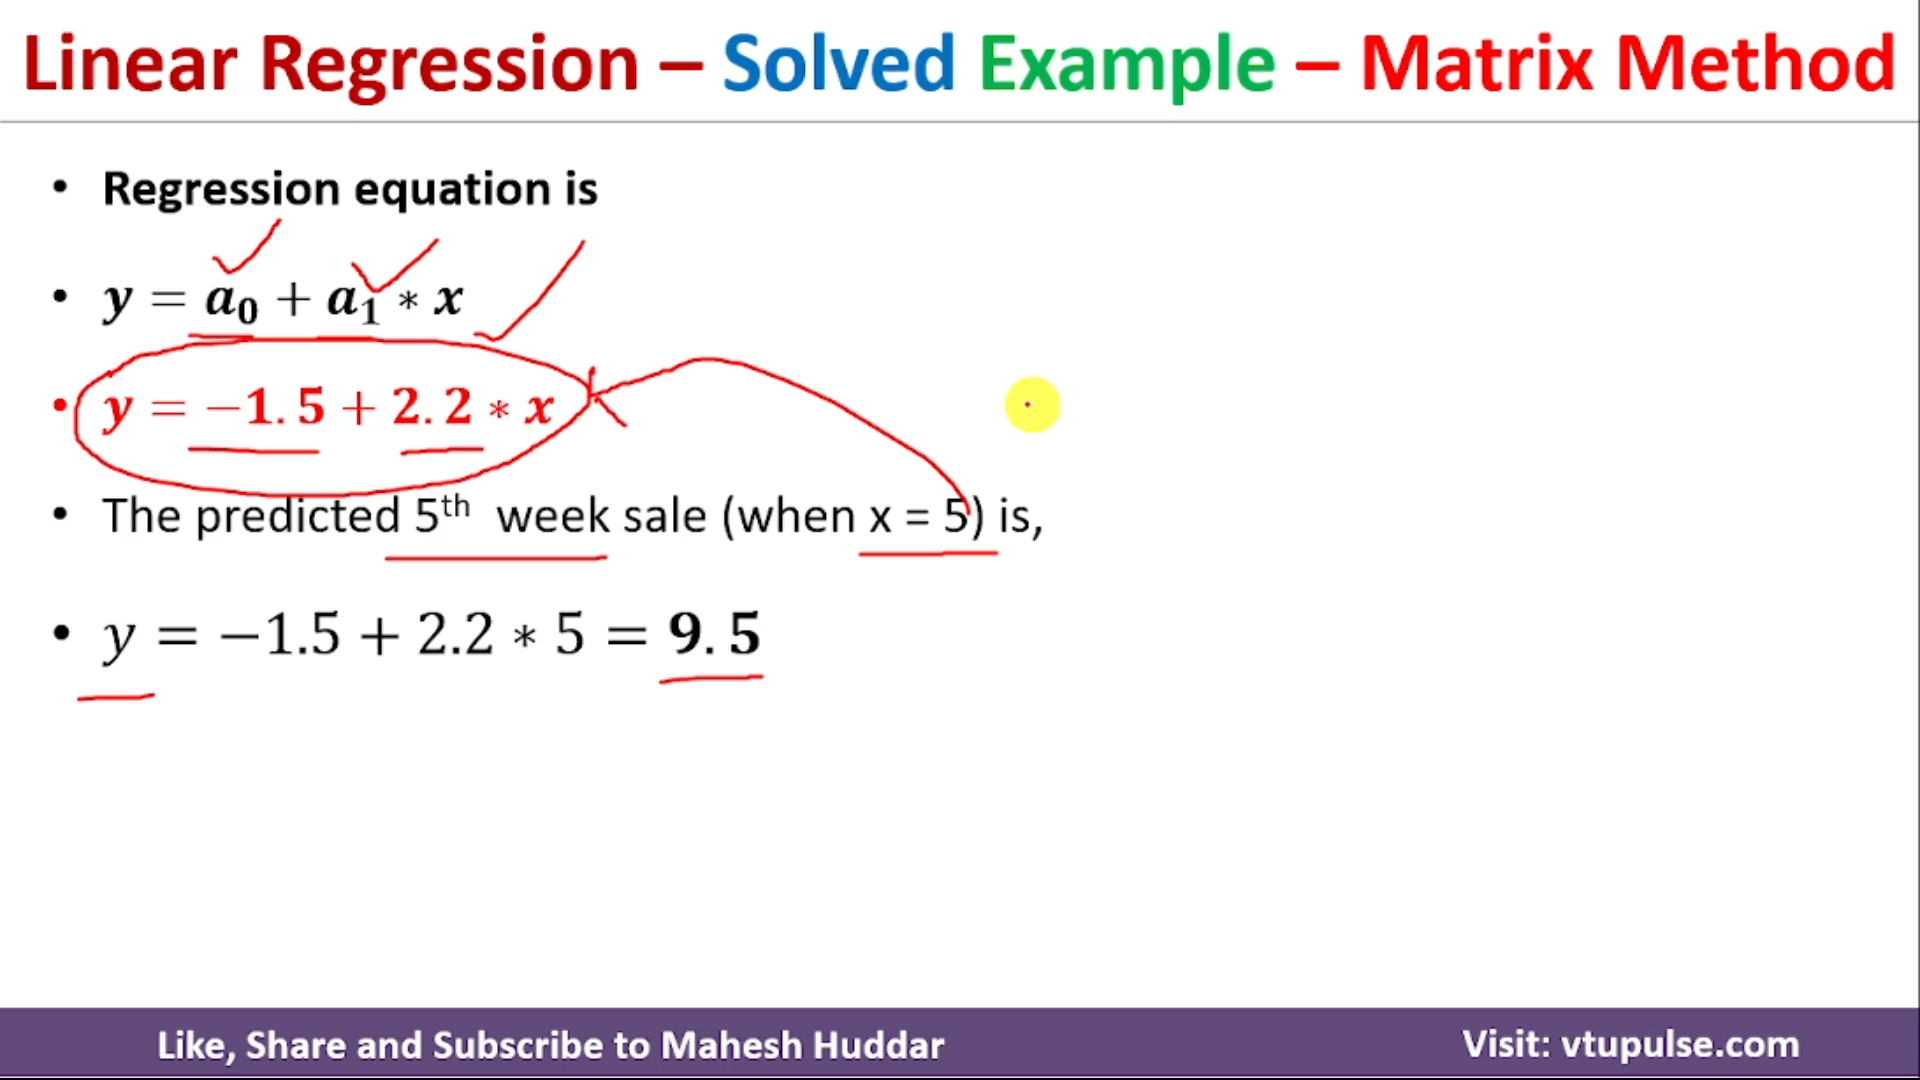 Linear Regression – Solved Example – Matrix Method
• Regression equation is
• y = a₀ + a₁ * x
• y = −1.5 + 2.2 * x
• The predicted 5ᵗʰ week sale (when x = 5) is,
• y = −1.5 + 2.2 * 5 = 9.5
Like, Share and Subscribe to Mahesh Huddar
Visit: vtupulse.com